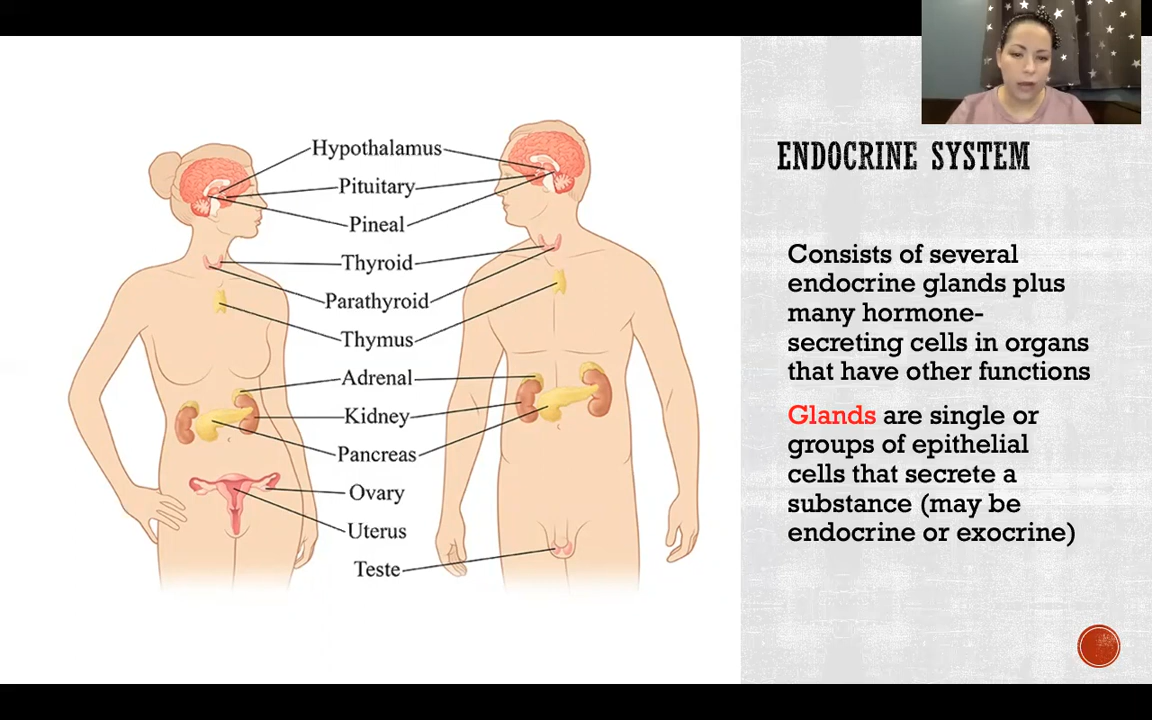 Hypothalamus
Pituitary
Pineal
Thyroid
Parathyroid
Thymus
Adrenal
Kidney
Pancreas
Ovary
Uterus
Teste
ENDOCRINE SYSTEM
Consists of several
endocrine glands plus
many hormone-
secreting cells in organs
that have other functions
Glands are single or
groups of epithelial
cells that secrete a
substance (may be
endocrine or exocrine)